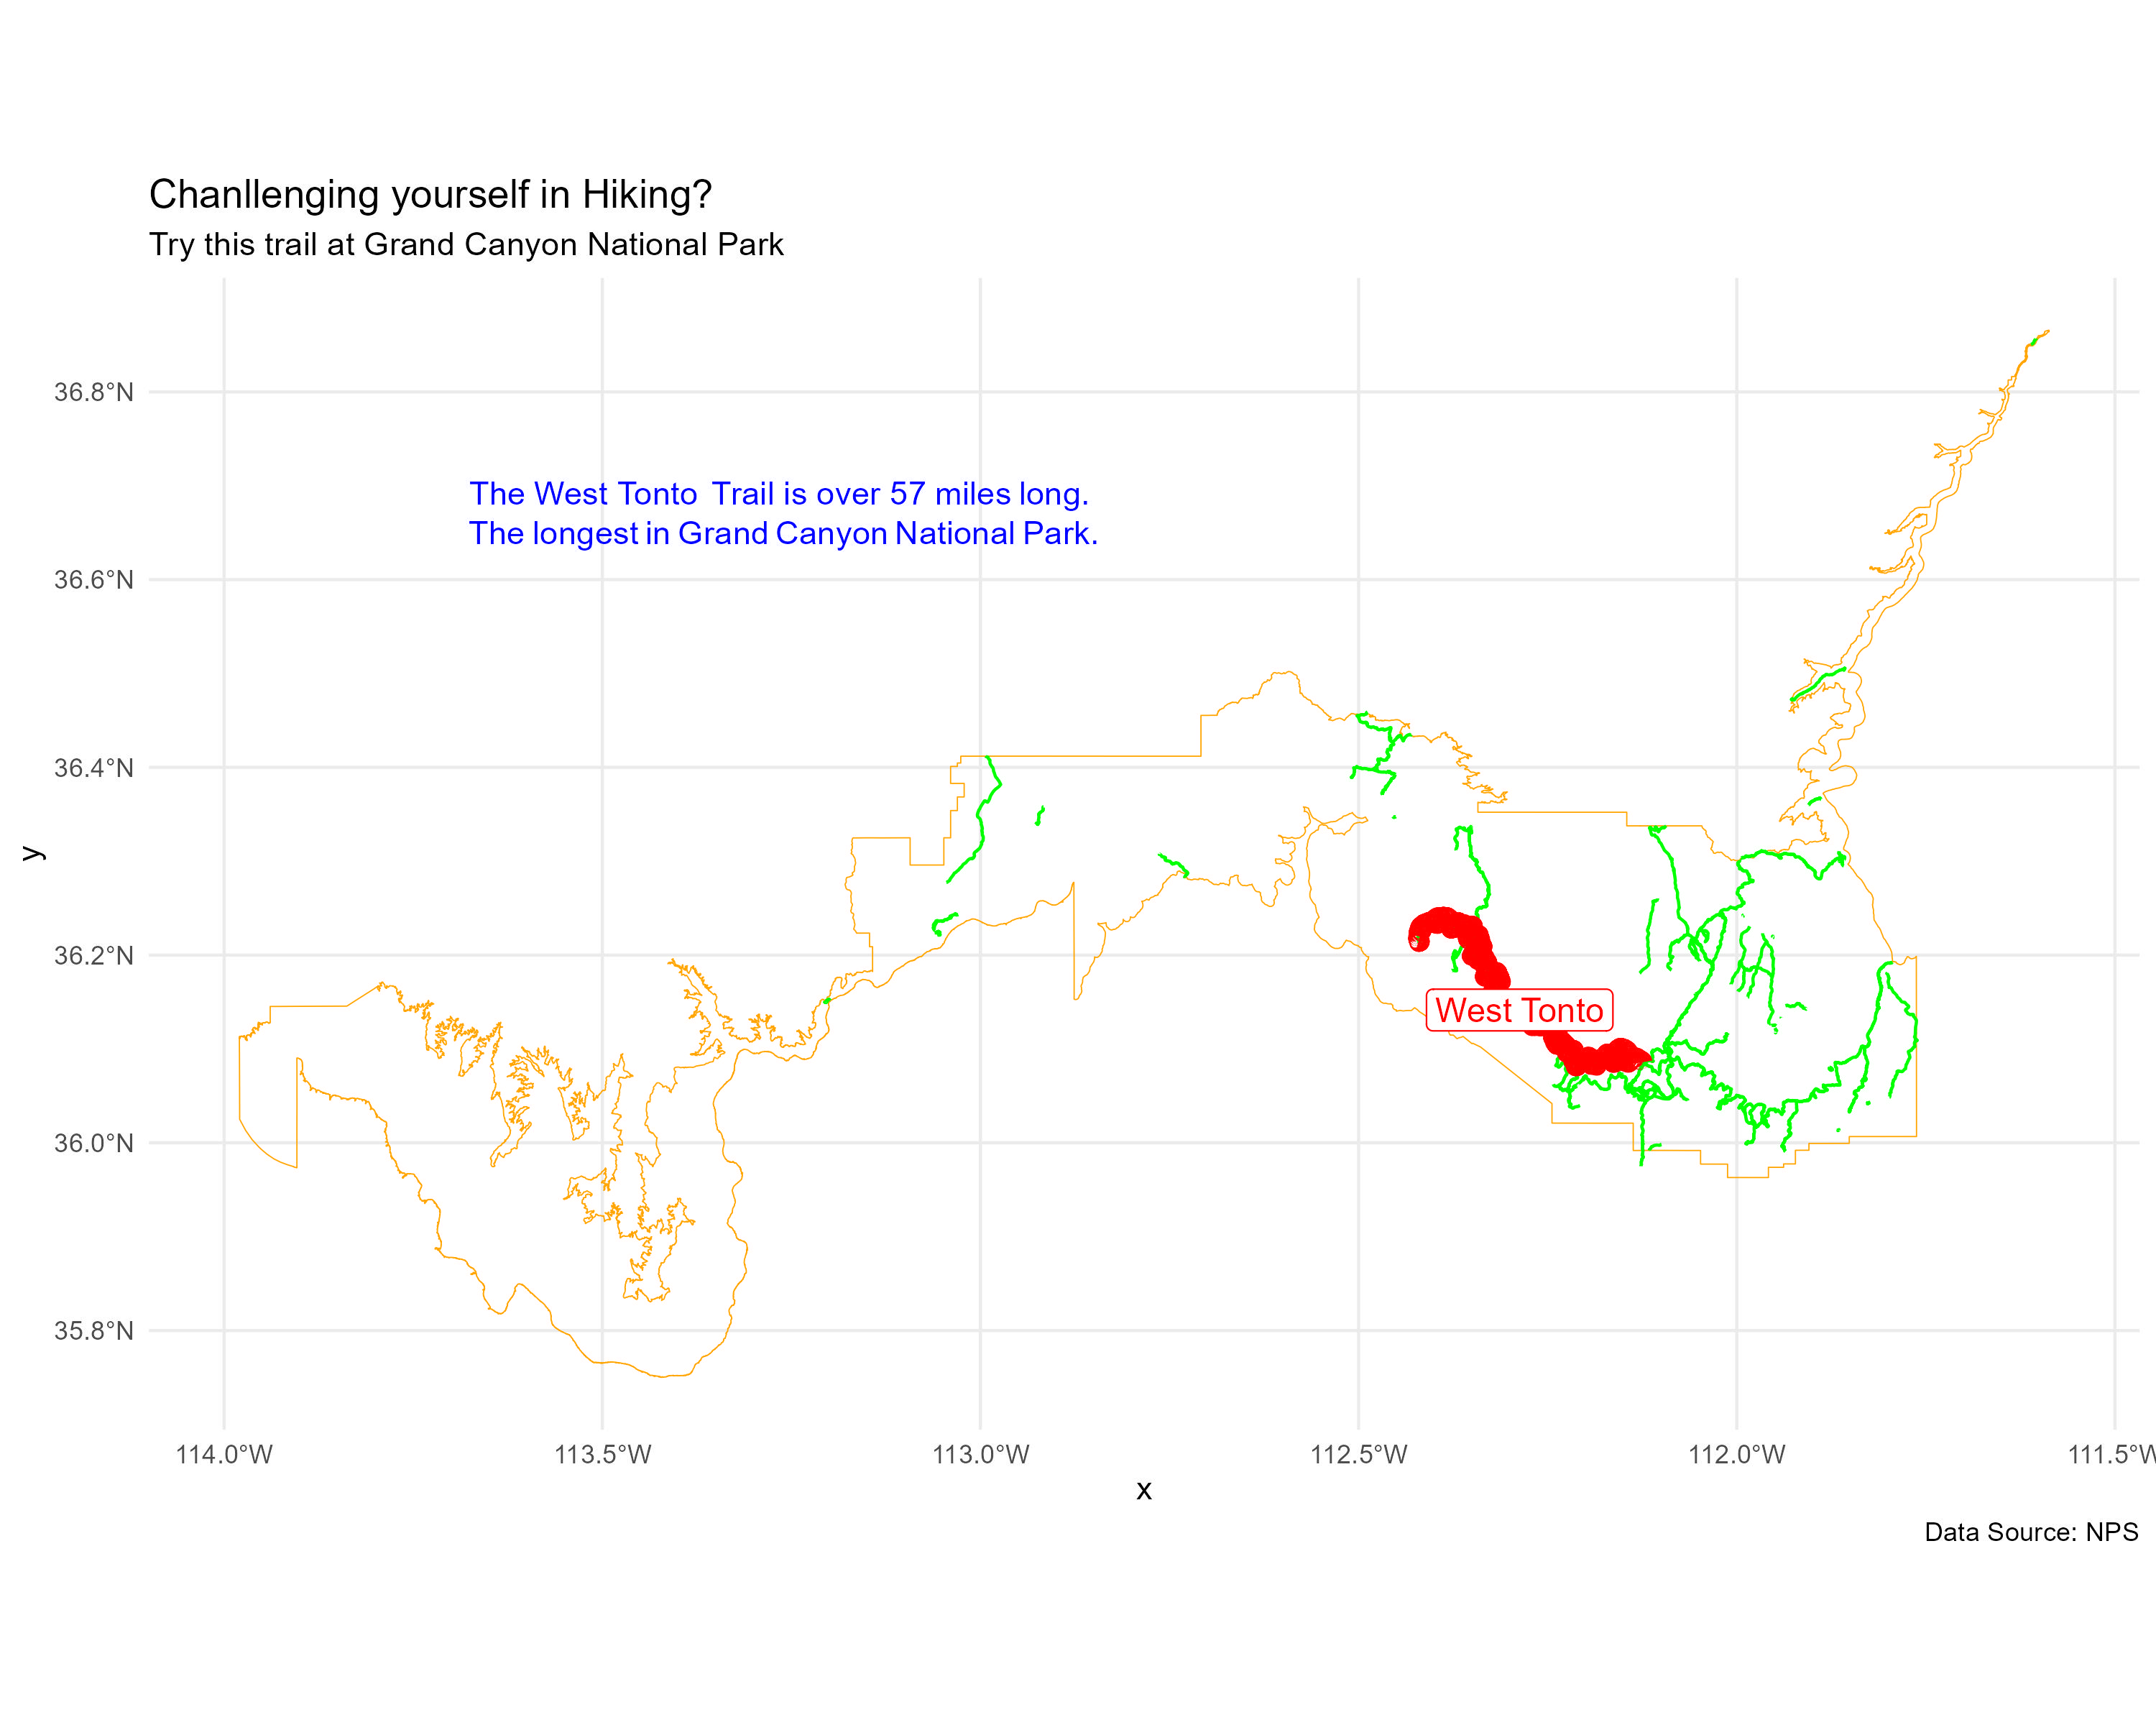 Chanllenging yourself in Hiking?
Try this trail at Grand Canyon National Park
36.8°N
The West Tonto  Trail is over 57 miles long.
The longest in Grand Canyon National Park.
36.6°N
36.4°N
y
36.2°N
West Tonto
36.0°N
35.8°N
114.0°W 113.5°W 113.0°W 112.5°W 112.0°W 111.5°W
x
Data Source: NPS